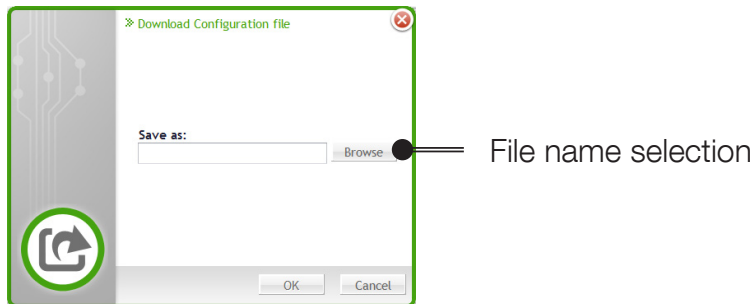 » Download Configuration file
Save as:
Browse
File name selection
OK
Cancel